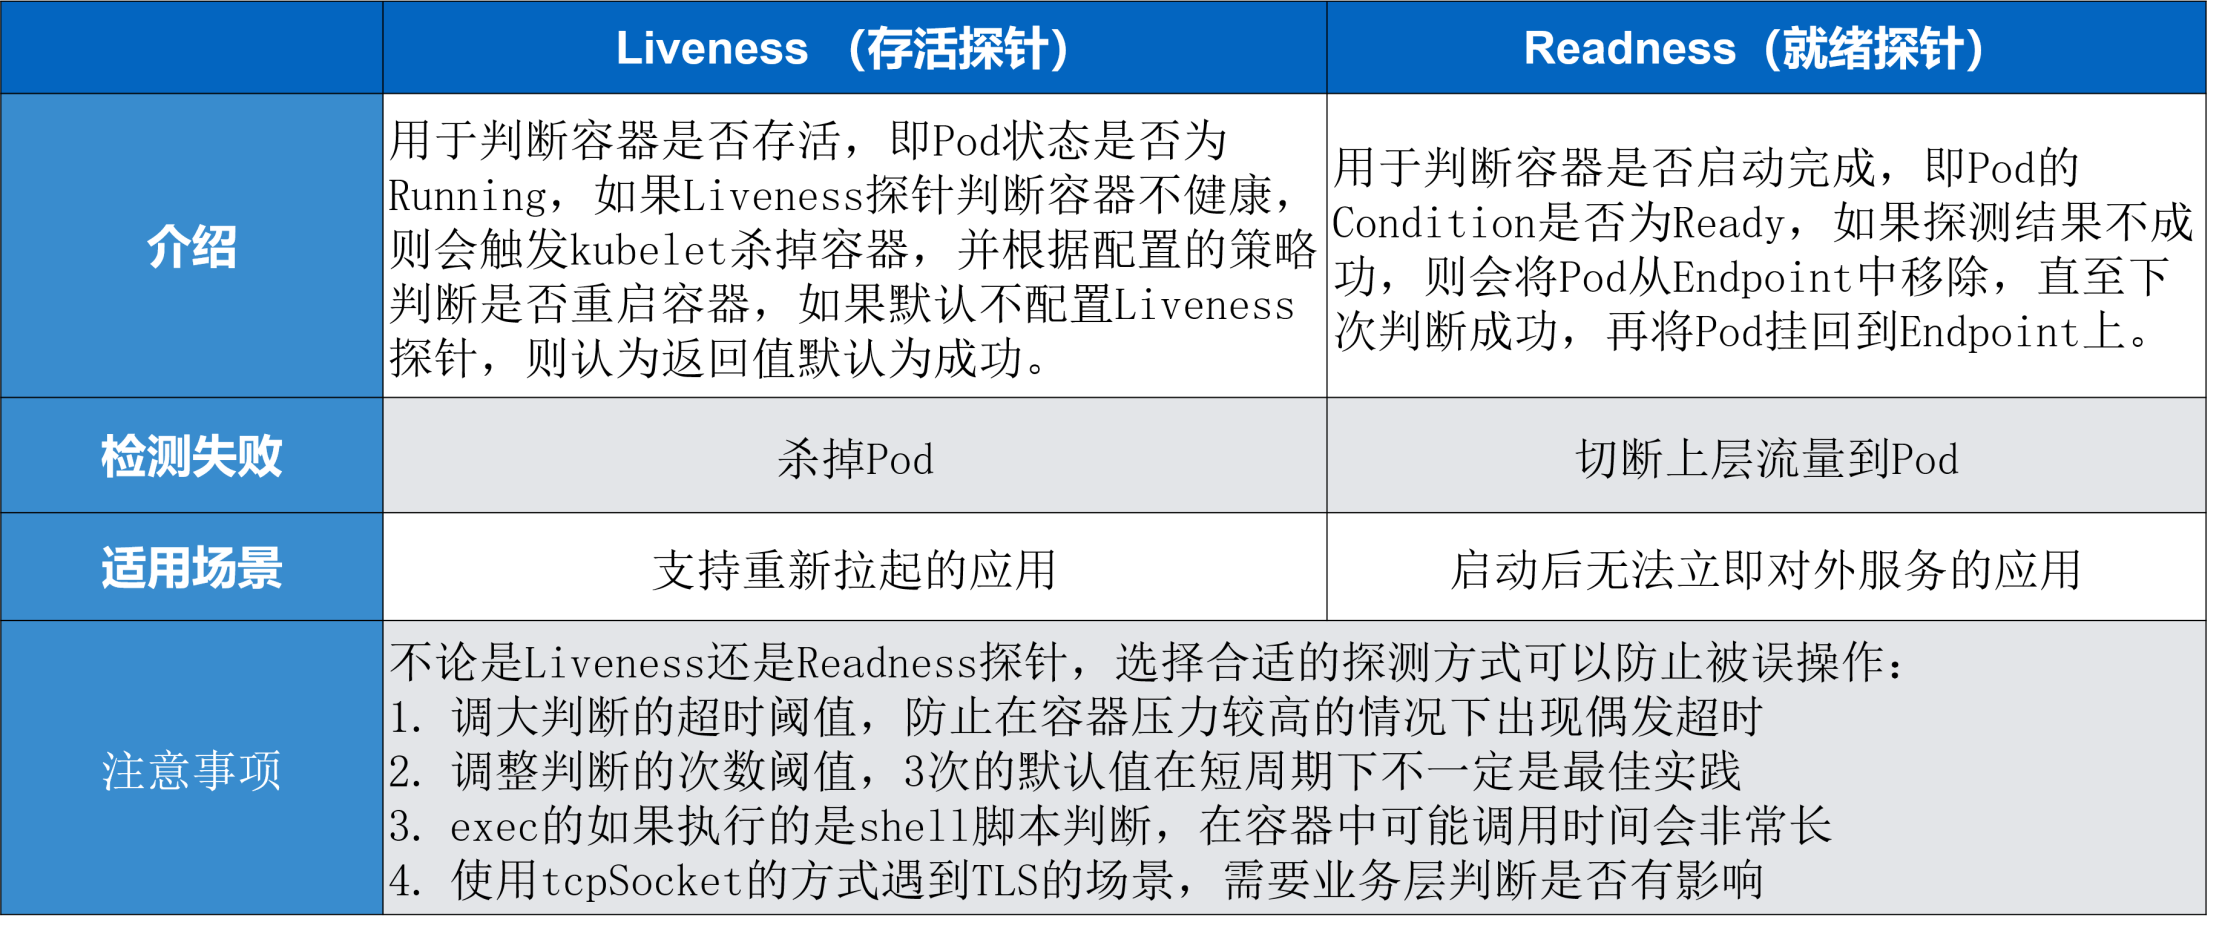 Liveness （存活探针）
Readness（就绪探针）
介绍
用于判断容器是否存活，即Pod状态是否为
Running，如果Liveness探针判断容器不健康，
则会触发kubelet杀掉容器，并根据配置的策略
判断是否重启容器，如果默认不配置Liveness
探针，则认为返回值默认为成功。
用于判断容器是否启动完成，即Pod的
Condition是否为Ready，如果探测结果不成
功，则会将Pod从Endpoint中移除，直至下
次判断成功，再将Pod挂回到Endpoint上。
检测失败
杀掉Pod
切断上层流量到Pod
适用场景
支持重新拉起的应用
启动后无法立即对外服务的应用
注意事项
不论是Liveness还是Readness探针，选择合适的探测方式可以防止被误操作：
1. 调大判断的超时阈值，防止在容器压力较高的情况下出现偶发超时
2. 调整判断的次数阈值，3次的默认值在短周期下不一定是最佳实践
3. exec的如果执行的是shell脚本判断，在容器中可能调用时间会非常长
4. 使用tcpSocket的方式遇到TLS的场景，需要业务层判断是否有影响